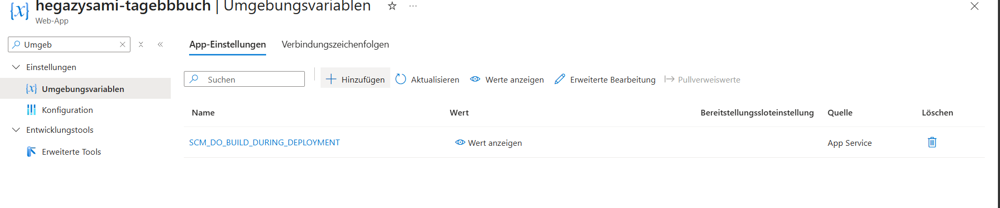 hegazysami-tagebbbuch | Umgebungsvariablen
Web-App
Umgeb
Einstellungen
Umgebungsvariablen
Konfiguration
Entwicklungstools
Erweiterte Tools
App-Einstellungen Verbindungszeichenfolgen
Suchen Hinzufügen Aktualisieren Werte anzeigen Erweiterte Bearbeitung Pullverweiswerte
Name Wert Bereitstellungssloteinstellung Quelle Löschen
SCM_DO_BUILD_DURING_DEPLOYMENT Wert anzeigen App Service